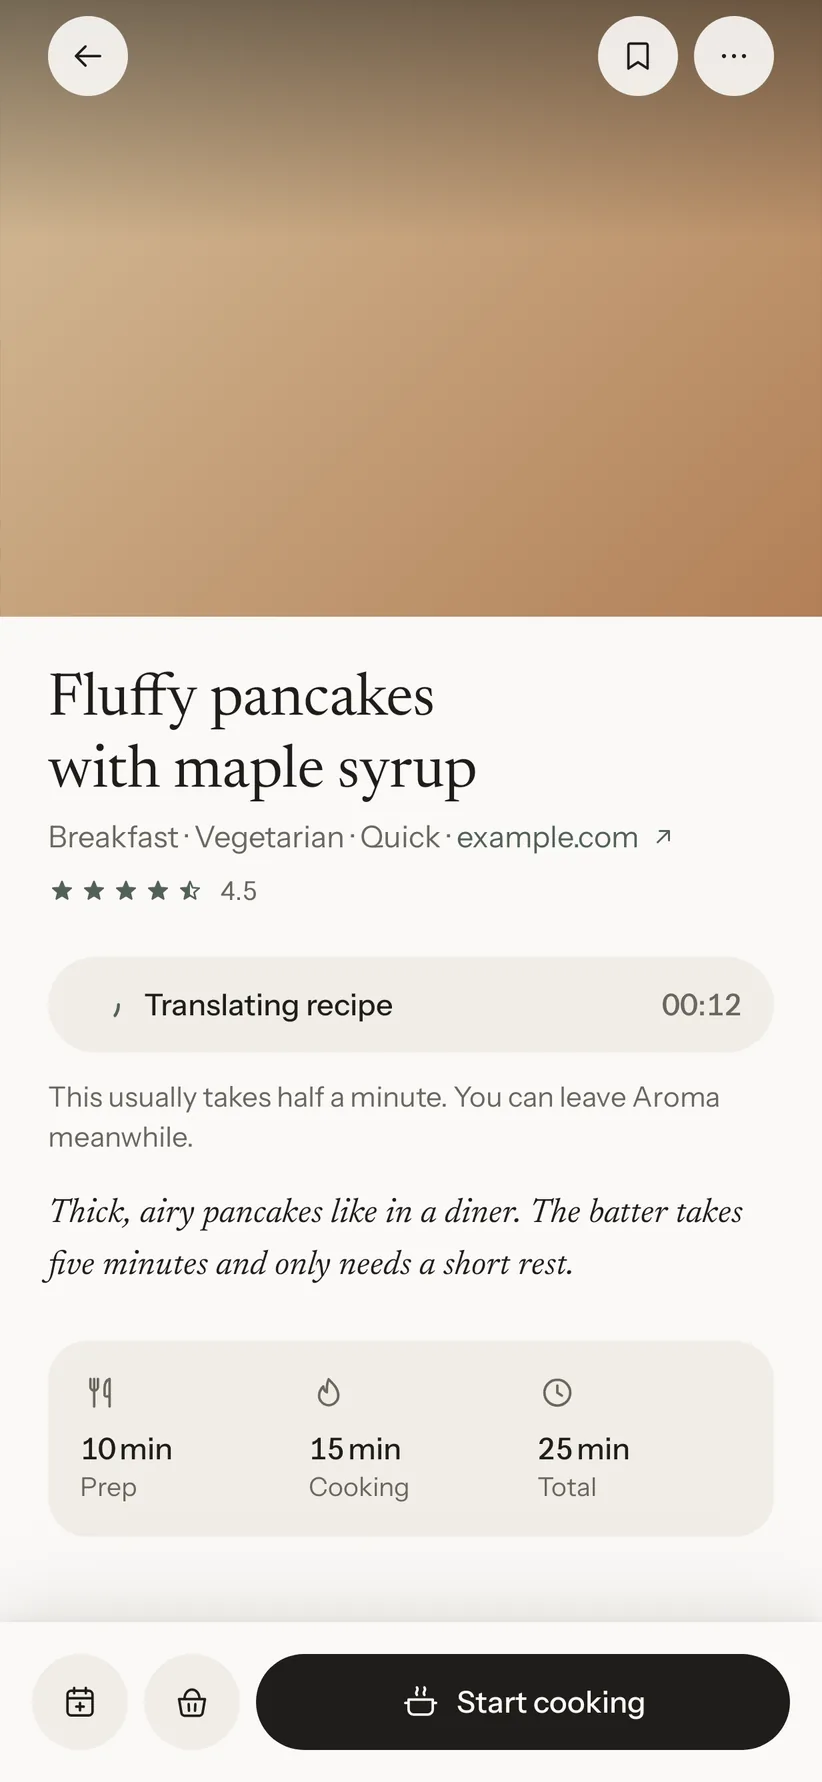 Fluffy pancakes
with maple syrup
Breakfast · Vegetarian · Quick · example.com ↗
4.5
Translating recipe
00:12
This usually takes half a minute. You can leave Aroma
meanwhile.
Thick, airy pancakes like in a diner. The batter takes
five minutes and only needs a short rest.
10 min
Prep
15 min
Cooking
25 min
Total
Start cooking